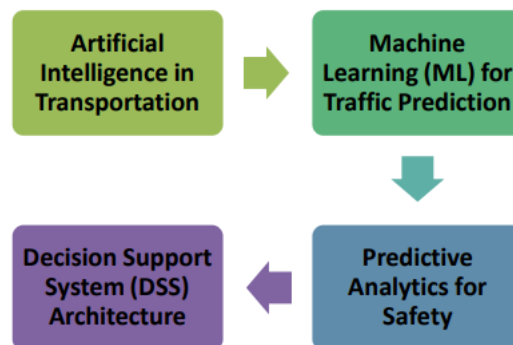 Artificial
Intelligence in
Transportation
Machine
Learning (ML) for
Traffic Prediction
Predictive
Analytics for
Safety
Decision Support
System (DSS)
Architecture